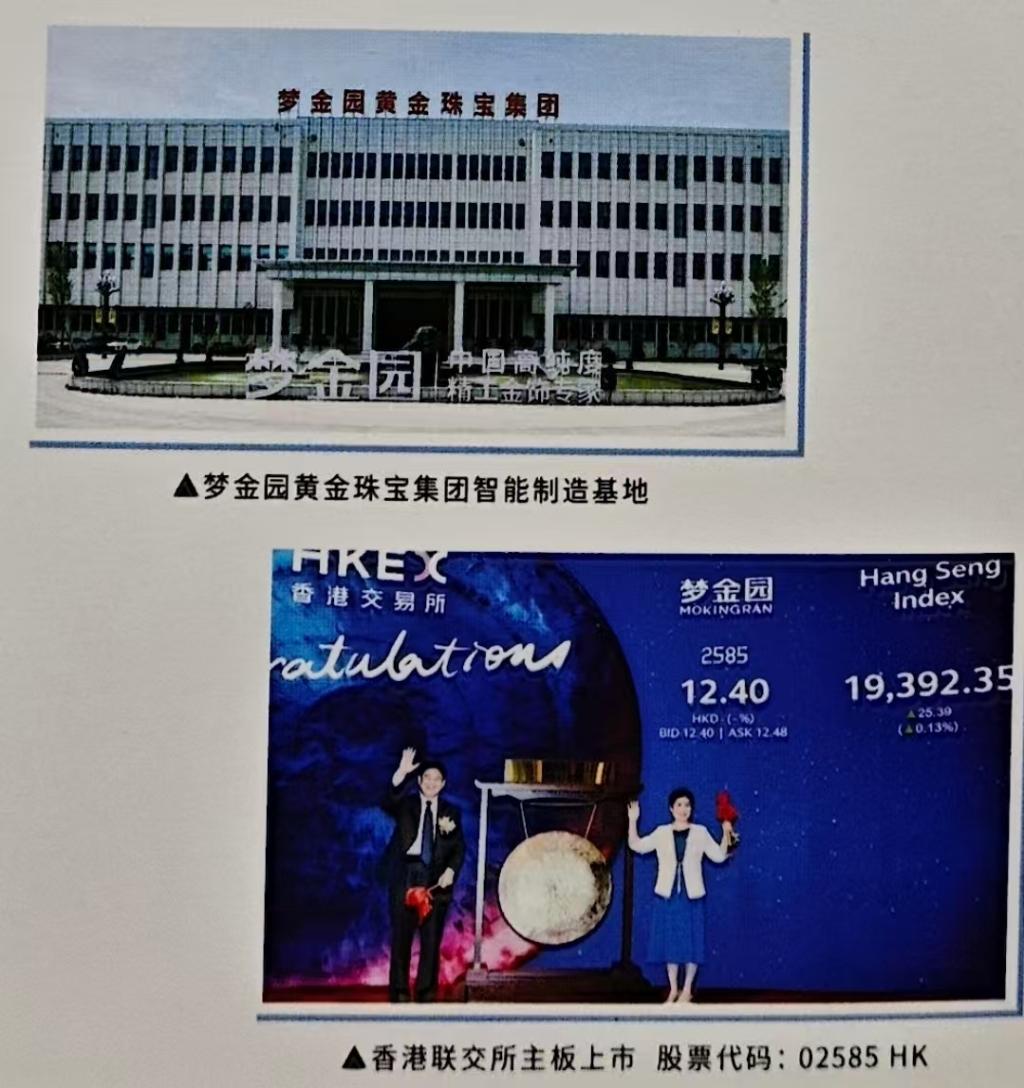 梦金园黄金珠宝集团
梦金园
中国高纯度
精工金饰专家
▲梦金园黄金珠宝集团智能制造基地
HKEX
香港交易所
ratulations
梦金园
MOKINGRAN
2585
12.40
HKD - (-%)
BID 12.40 | ASK 12.48
Hang Seng
Index
19,392.35
▲25.39
(▲0.13%)
▲香港联交所主板上市 股票代码：02585 HK